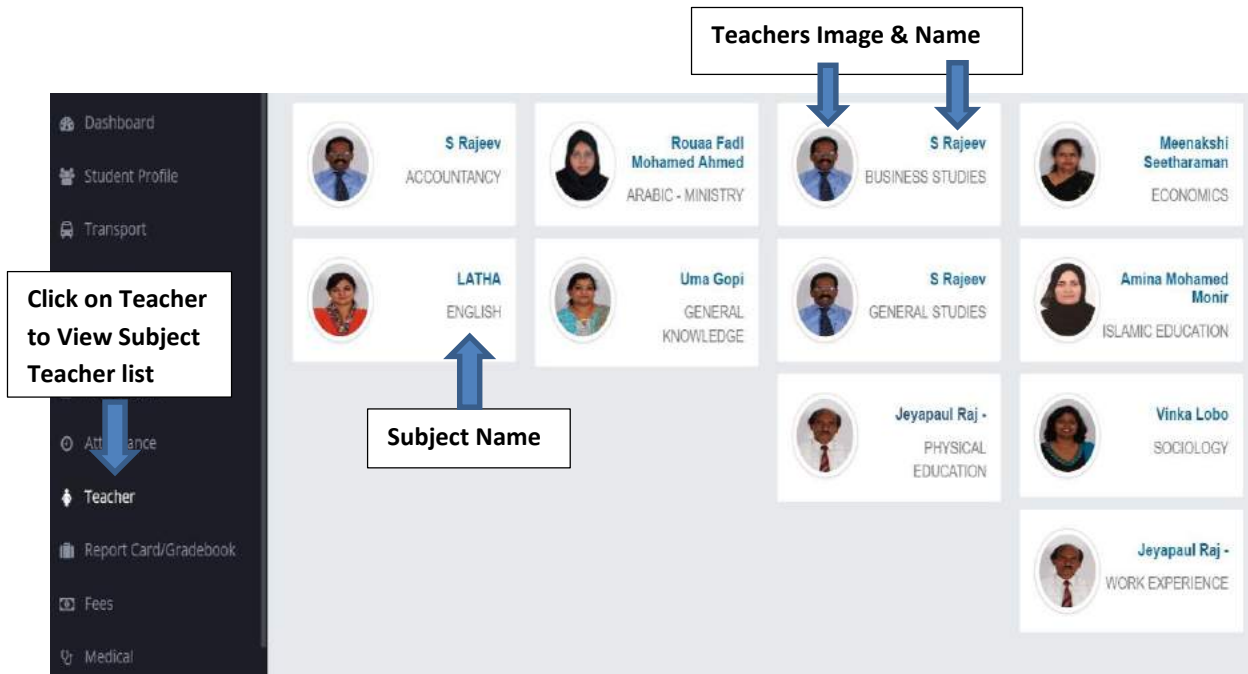 Teachers Image & Name
Dashboard
Student Profile
Transport
Click on Teacher
to View Subject
Teacher list
Teacher
Report Card/Gradebook
Fees
Medical
S Rajeev
ACCOUNTANCY
Rouaa Fadl
Mohamed Ahmed
ARABIC - MINISTRY
S Rajeev
BUSINESS STUDIES
Meenakshi
Seetharaman
ECONOMICS
LATHA
ENGLISH
Uma Gopi
GENERAL
KNOWLEDGE
S Rajeev
GENERAL STUDIES
Amina Mohamed
Monir
ISLAMIC EDUCATION
Subject Name
Jeyapaul Raj -
PHYSICAL
EDUCATION
Vinka Lobo
SOCIOLOGY
Jeyapaul Raj -
WORK EXPERIENCE